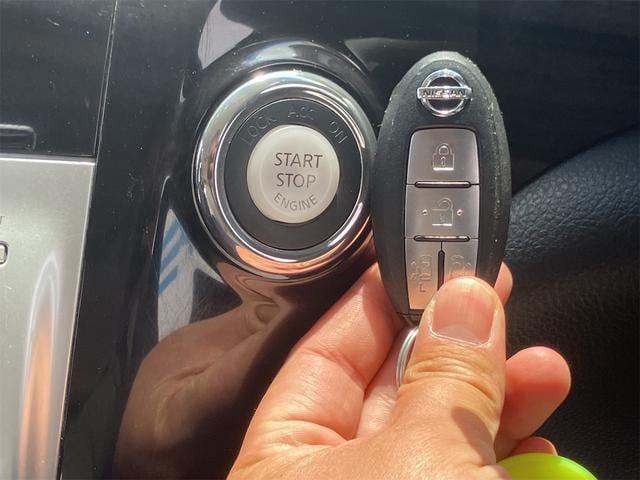 LOCK ACC ON
START
STOP
ENGINE
NISSAN